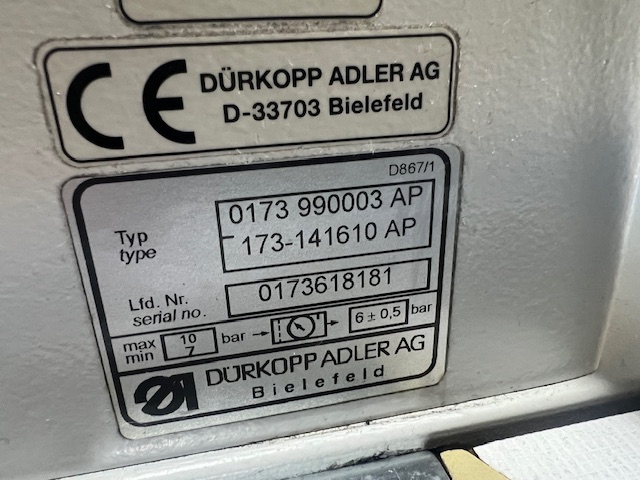 CE DÜRKOPP ADLER AG
D-33703 Bielefeld
D867/1
Typ
type
0173 990003 AP
173-141610 AP
Lfd. Nr.
serial no.
0173618181
max 10 bar
min 7
6 ± 0,5 bar
DÜRKOPP ADLER AG
Bielefeld